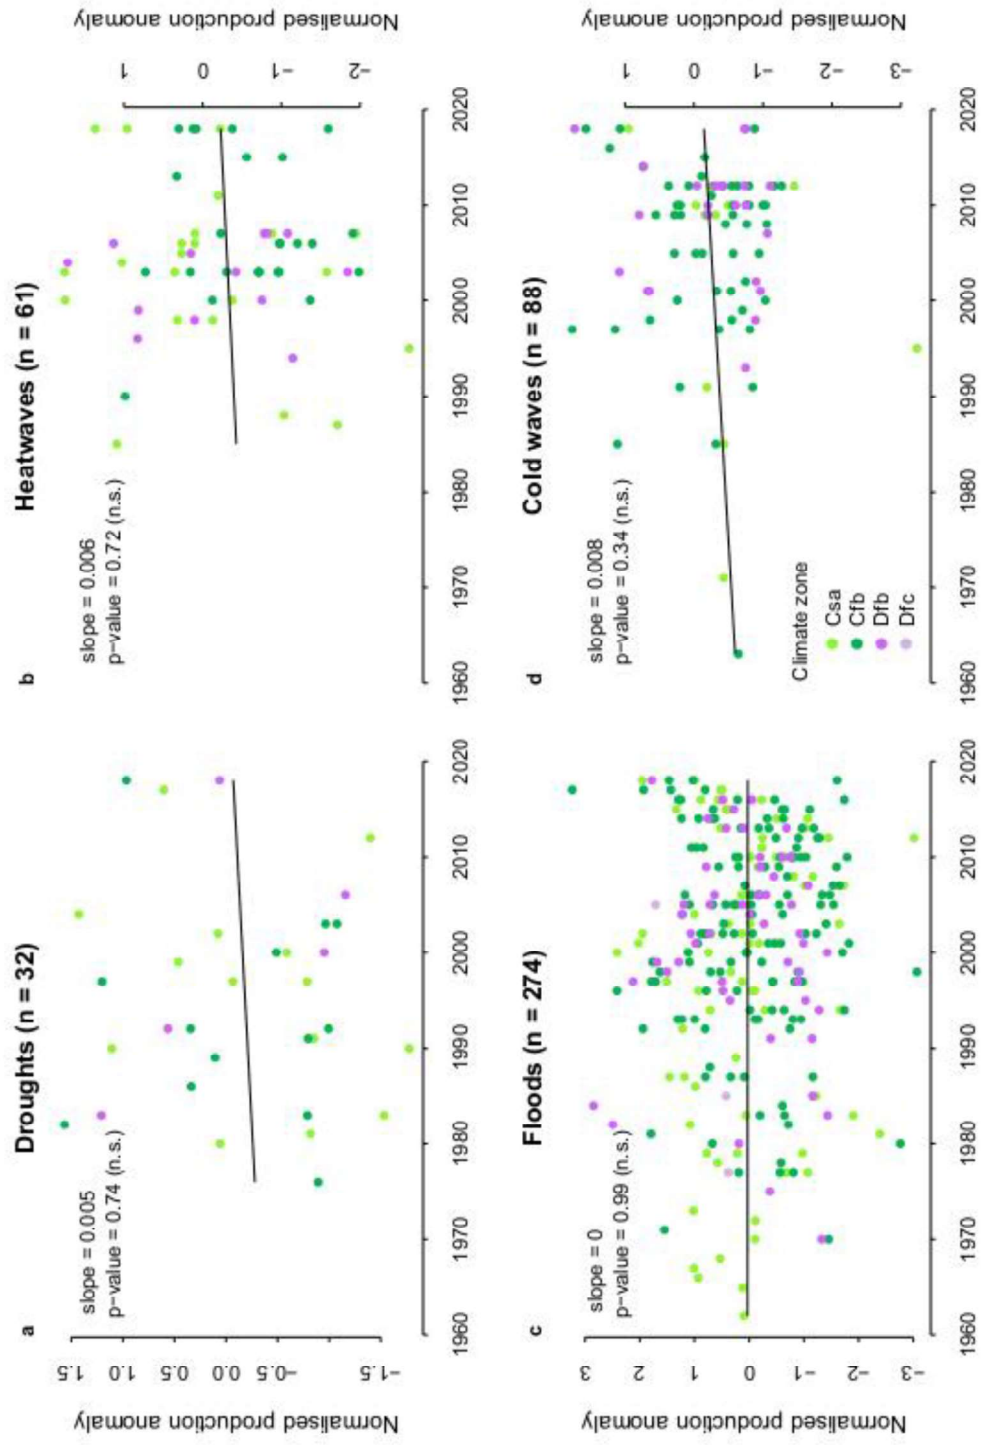 a
Droughts (n = 32)
slope = 0.005
p−value = 0.74 (n.s.)
Normalised production anomaly
1.5
1.0
0.5
0.0
−0.5
−1.5
1960
1970
1980
1990
2000
2010
2020
b
Heatwaves (n = 61)
slope = 0.006
p−value = 0.72 (n.s.)
Normalised production anomaly
1
0
−1
−2
1960
1970
1980
1990
2000
2010
2020
c
Floods (n = 274)
slope = 0
p−value = 0.99 (n.s.)
Normalised production anomaly
3
2
1
0
−1
−2
−3
1960
1970
1980
1990
2000
2010
2020
d
Cold waves (n = 88)
slope = 0.008
p−value = 0.34 (n.s.)
Normalised production anomaly
1
0
−1
−2
−3
Climate zone
Csa
Cfb
Dfb
Dfc
1960
1970
1980
1990
2000
2010
2020